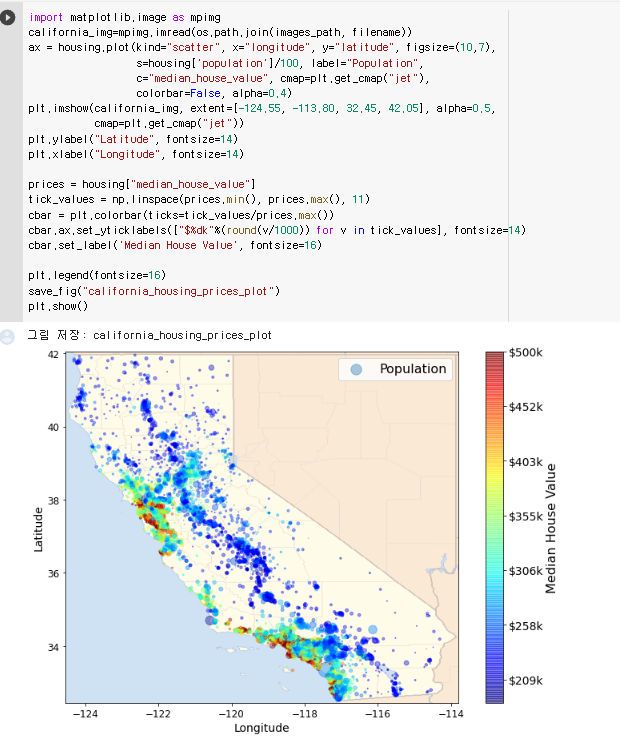 import matplotlib.image as mpimg
california_img=mpimg.imread(os.path.join(images_path, filename))
ax = housing.plot(kind="scatter", x="longitude", y="latitude", figsize=(10,7),
s=housing['population']/100, label="Population",
c="median_house_value", cmap=plt.get_cmap("jet"),
colorbar=False, alpha=0.4)
plt.imshow(california_img, extent=[-124.55, -113.80, 32.45, 42.05], alpha=0.5,
cmap=plt.get_cmap("jet"))
plt.ylabel("Latitude", fontsize=14)
plt.xlabel("Longitude", fontsize=14)
prices = housing["median_house_value"]
tick_values = np.linspace(prices.min(), prices.max(), 11)
cbar = plt.colorbar(ticks=tick_values/prices.max())
cbar.ax.set_yticklabels(["$%dk"%(round(v/1000)) for v in tick_values], fontsize=14)
cbar.set_label('Median House Value', fontsize=16)
plt.legend(fontsize=16)
save_fig("california_housing_prices_plot")
plt.show()
그림 저장: california_housing_prices_plot
Population
42
40
38
36
34
Latitude
−124
−122
−120
−118
−116
−114
Longitude
$500k
$452k
$403k
$355k
$306k
$258k
$209k
Median House Value